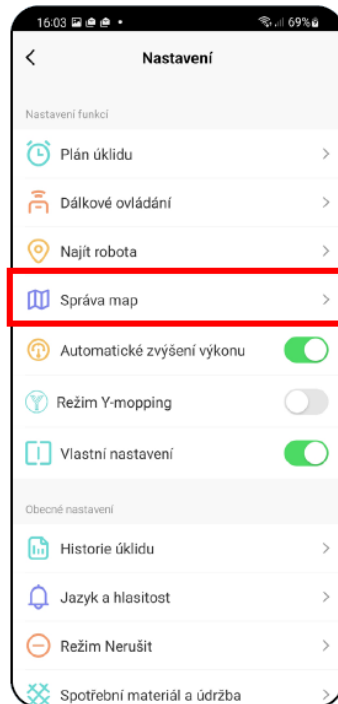 16:03
69%
Nastavení
Nastavení funkcí
Plán úklidu
Dálkové ovládání
Najít robota
Správa map
Automatické zvýšení výkonu
Režim Y-mopping
Vlastní nastavení
Obecné nastavení
Historie úklidu
Jazyk a hlasitost
Režim Nerušit
Spotřební materiál a údržba